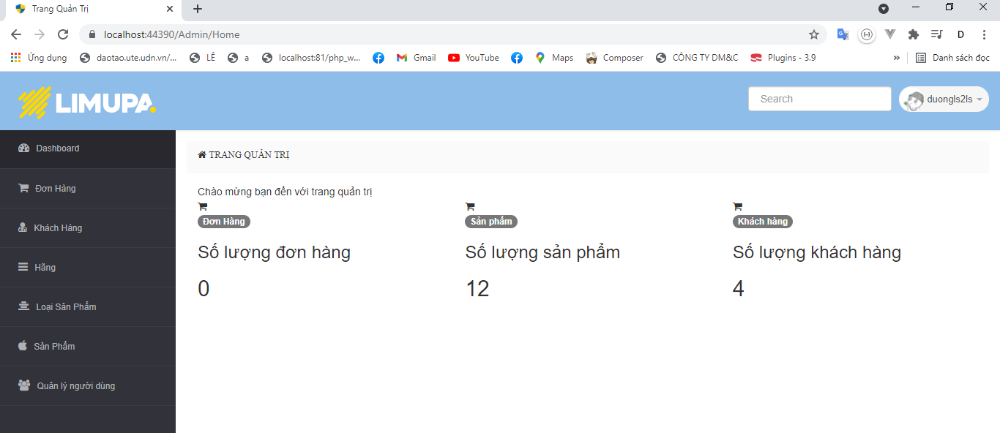 Trang Quản Trị
localhost:44390/Admin/Home
D
Ứng dụng
daotao.ute.udn.vn/...
LÊ
a
localhost:81/php_w...
Gmail
YouTube
Maps
Composer
CÔNG TY DM&C
Plugins - 3.9
»
Danh sách đọc
LIMUPA.
Search
duongls2ls
Dashboard
Đơn Hàng
Khách Hàng
Hãng
Loại Sản Phẩm
Sản Phẩm
Quản lý người dùng
TRANG QUẢN TRỊ
Chào mừng bạn đến với trang quản trị
Đơn Hàng
Số lượng đơn hàng
0
Sản phẩm
Số lượng sản phẩm
12
Khách hàng
Số lượng khách hàng
4